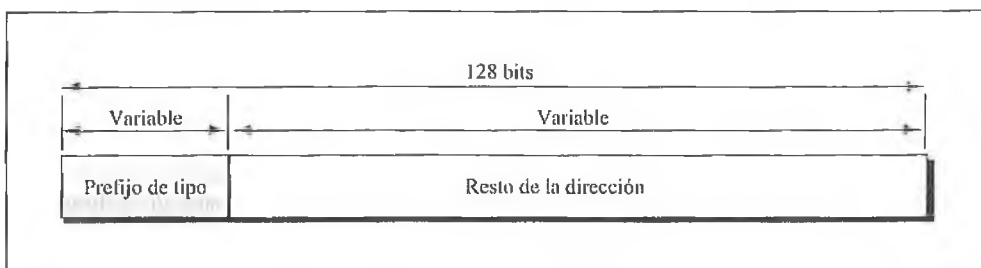 128 bits
Variable Variable
Prefijo de tipo Resto de la dirección